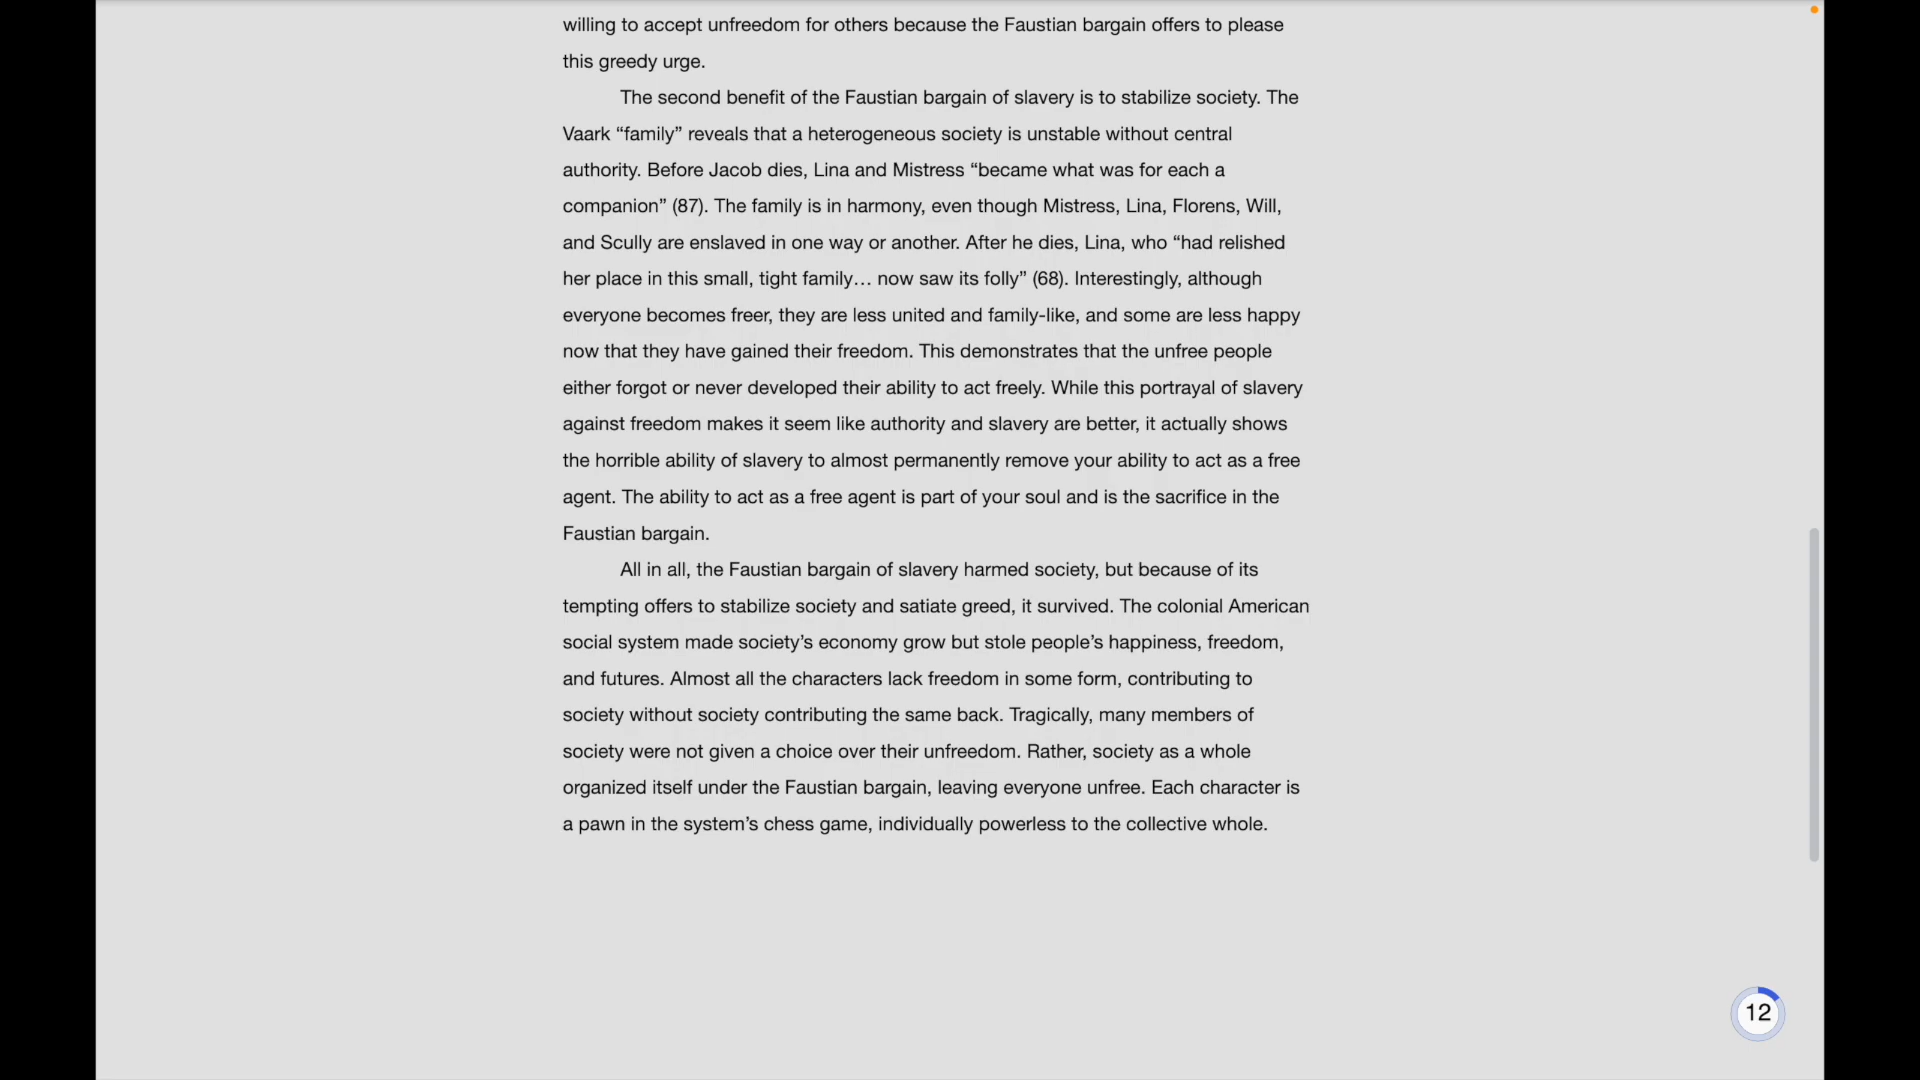 willing to accept unfreedom for others because the Faustian bargain offers to please
this greedy urge.
The second benefit of the Faustian bargain of slavery is to stabilize society. The
Vaark “family” reveals that a heterogeneous society is unstable without central
authority. Before Jacob dies, Lina and Mistress “became what was for each a
companion” (87). The family is in harmony, even though Mistress, Lina, Florens, Will,
and Scully are enslaved in one way or another. After he dies, Lina, who “had relished
her place in this small, tight family… now saw its folly” (68). Interestingly, although
everyone becomes freer, they are less united and family-like, and some are less happy
now that they have gained their freedom. This demonstrates that the unfree people
either forgot or never developed their ability to act freely. While this portrayal of slavery
against freedom makes it seem like authority and slavery are better, it actually shows
the horrible ability of slavery to almost permanently remove your ability to act as a free
agent. The ability to act as a free agent is part of your soul and is the sacrifice in the
Faustian bargain.
All in all, the Faustian bargain of slavery harmed society, but because of its
tempting offers to stabilize society and satiate greed, it survived. The colonial American
social system made society’s economy grow but stole people’s happiness, freedom,
and futures. Almost all the characters lack freedom in some form, contributing to
society without society contributing the same back. Tragically, many members of
society were not given a choice over their unfreedom. Rather, society as a whole
organized itself under the Faustian bargain, leaving everyone unfree. Each character is
a pawn in the system’s chess game, individually powerless to the collective whole.
12